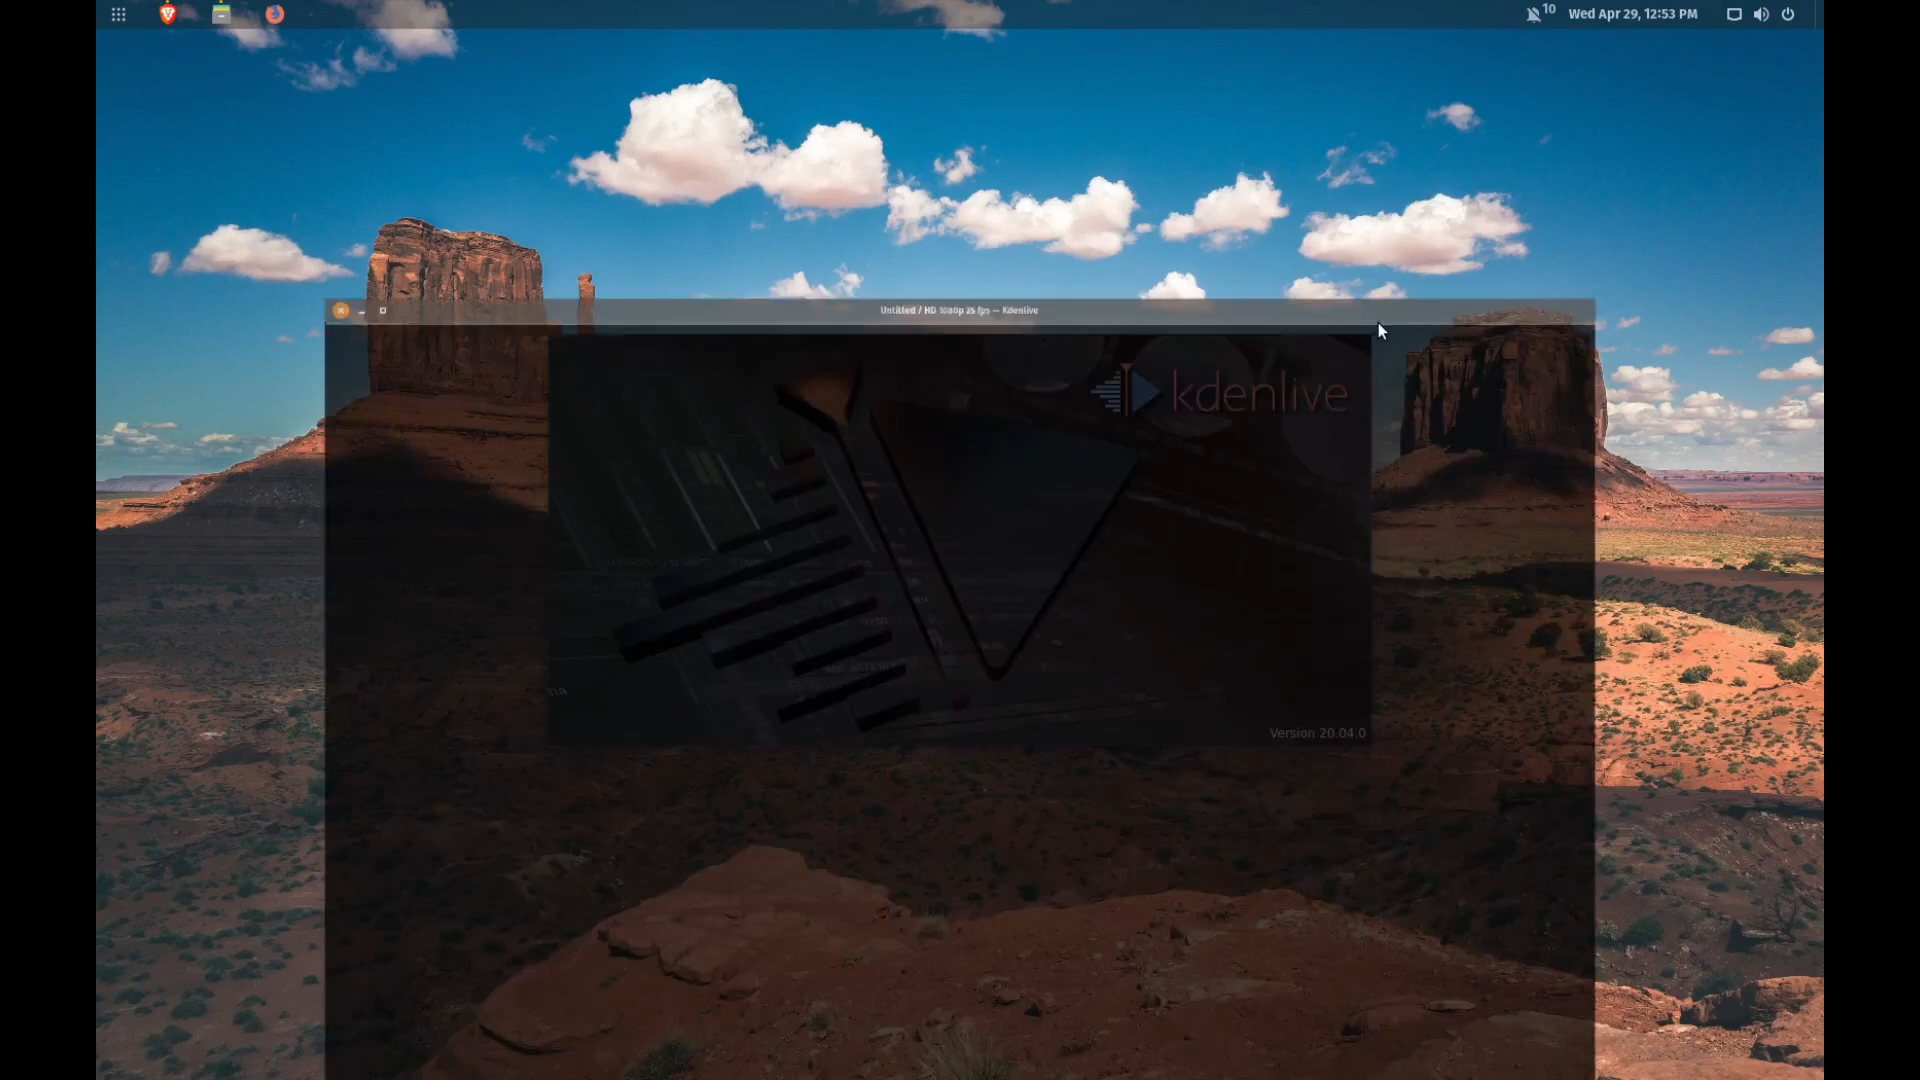 10
Wed Apr 29, 12:53 PM
Untitled / HD 1080p 25 fps — Kdenlive
kdenlive
Version 20.04.0